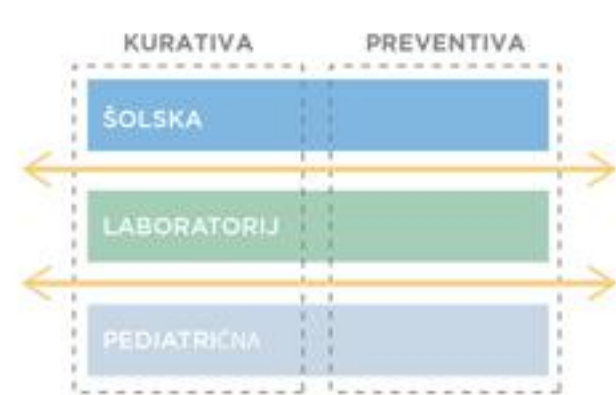 KURATIVA PREVENTIVA
ŠOLSKA
LABORATORIJ
PEDIATRIČNA